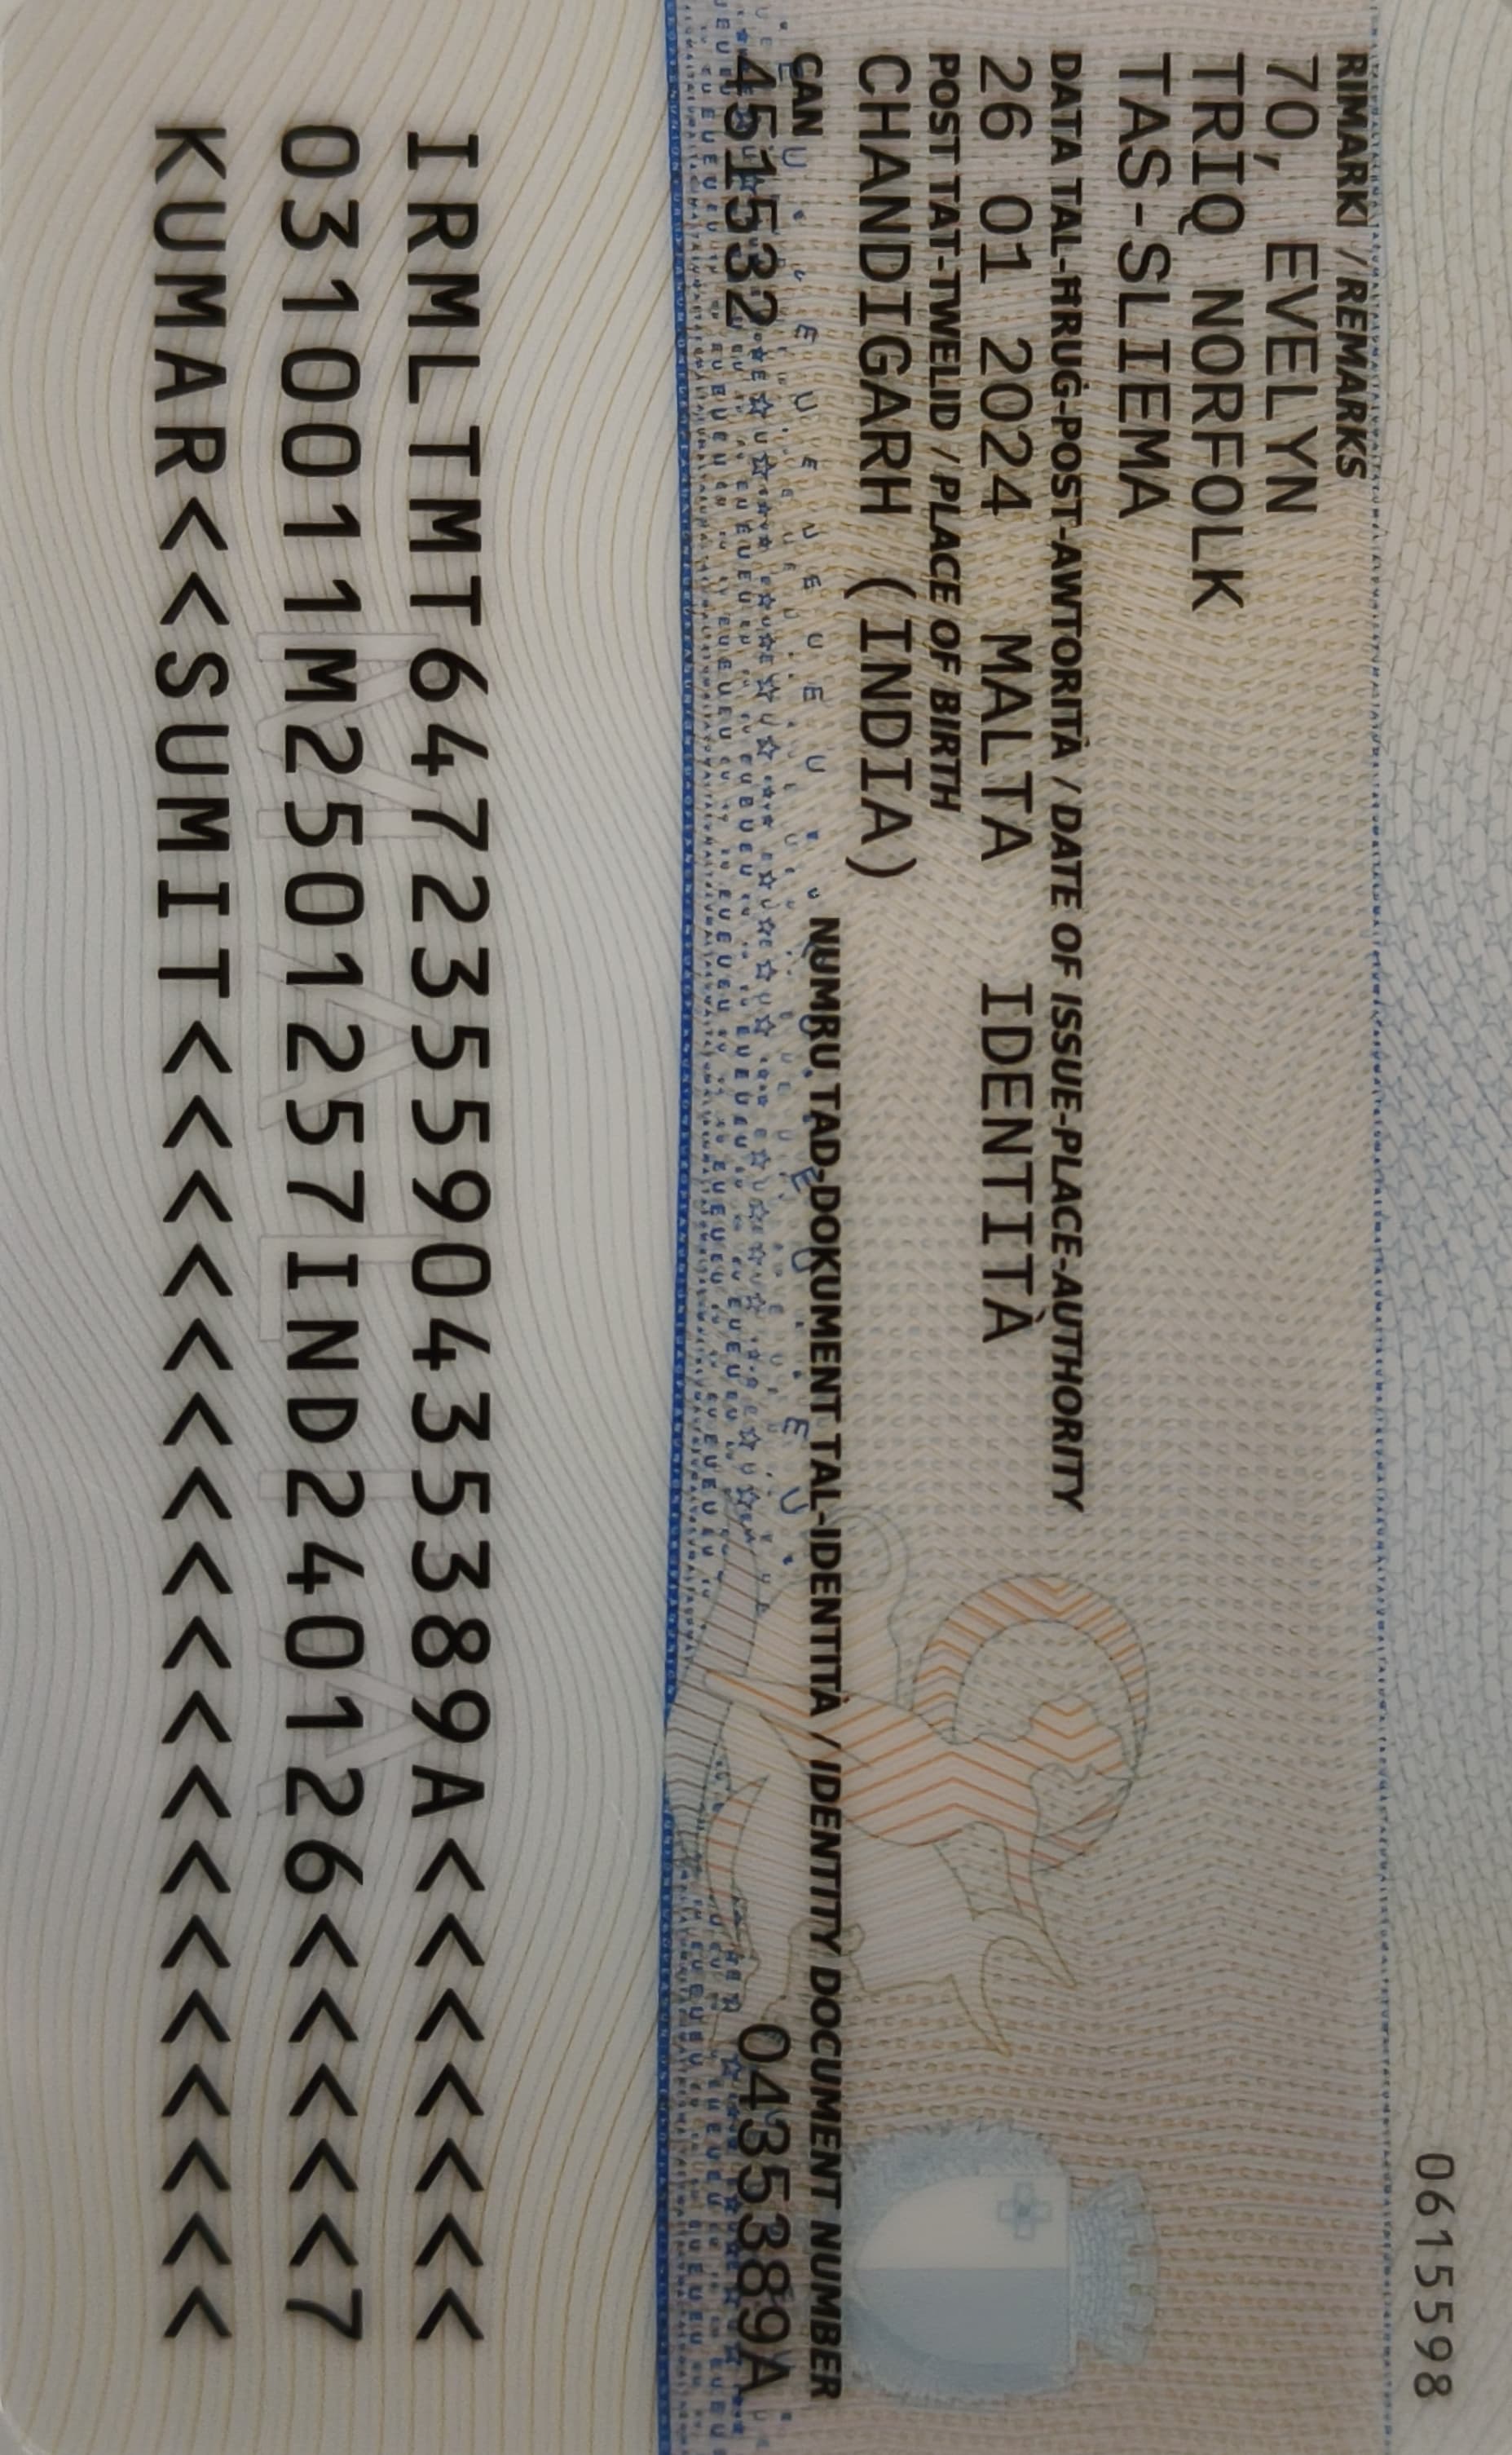 0615598
RIMARKI / REMARKS
70, EVELYN
TRIQ NORFOLK
TAS-SLIEMA
DATA TAL-ĦRUĠ-POST-AWTORITÀ / DATE OF ISSUE-PLACE-AUTHORITY
26 01 2024 MALTA IDENTITÀ
POST TAT-TWELID / PLACE OF BIRTH
CHANDIGARH (INDIA)
CAN NUMRU TAD-DOKUMENT TAL-IDENTITÀ / IDENTITY DOCUMENT NUMBER
451532 0435389A
MALTA
IRMLTMT647235590435389A<<<<<<<
0310011M2501257IND240126<<<<<7
KUMAR<<SUMIT<<<<<<<<<<<<<<<<<<